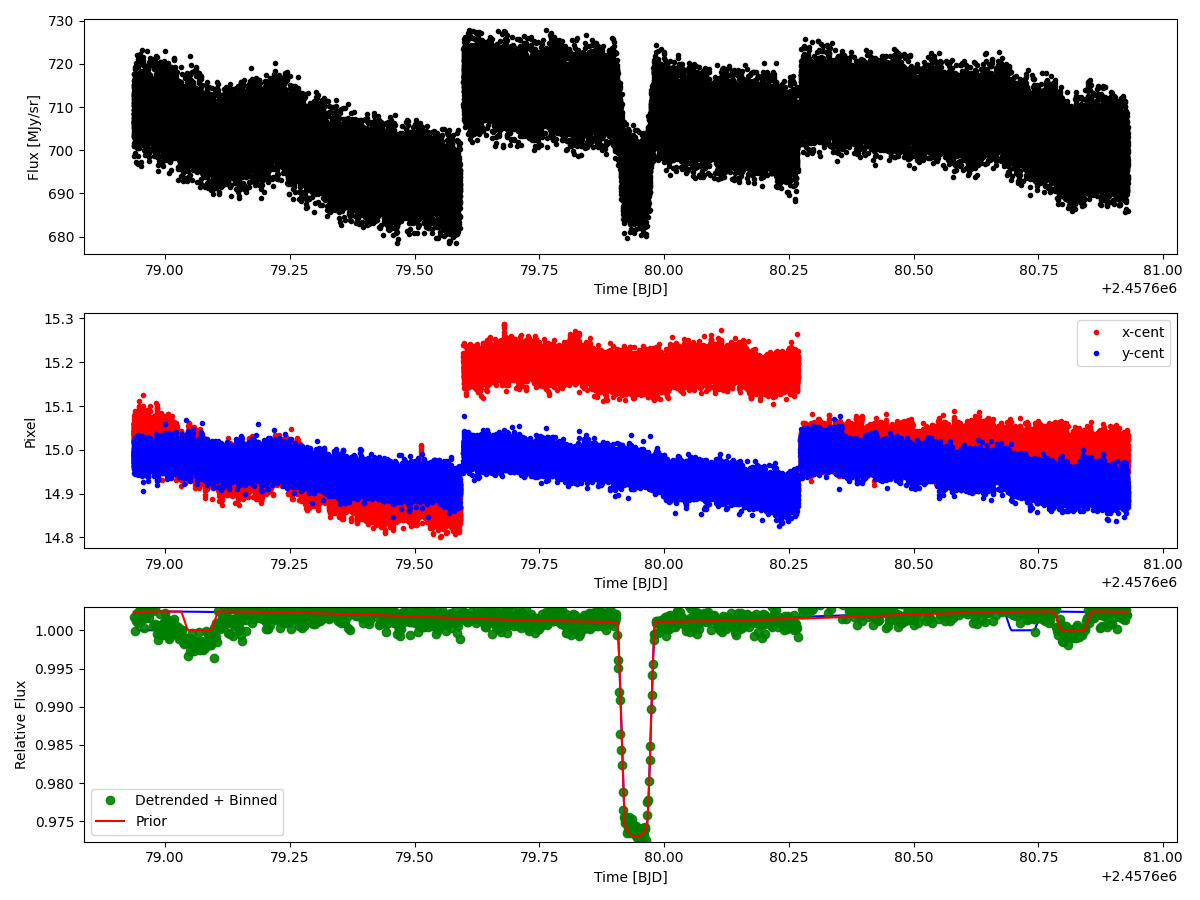 730
720
710
700
690
680
Flux [MJy/sr]
79.00 79.25 79.50 79.75 80.00 80.25 80.50 80.75 81.00
Time [BJD]
+2.4576e6
15.3
15.2
15.1
15.0
14.9
14.8
Pixel
x-cent
y-cent
79.00 79.25 79.50 79.75 80.00 80.25 80.50 80.75 81.00
Time [BJD]
+2.4576e6
1.000
0.995
0.990
0.985
0.980
0.975
Relative Flux
Detrended + Binned
Prior
79.00 79.25 79.50 79.75 80.00 80.25 80.50 80.75 81.00
Time [BJD]
+2.4576e6